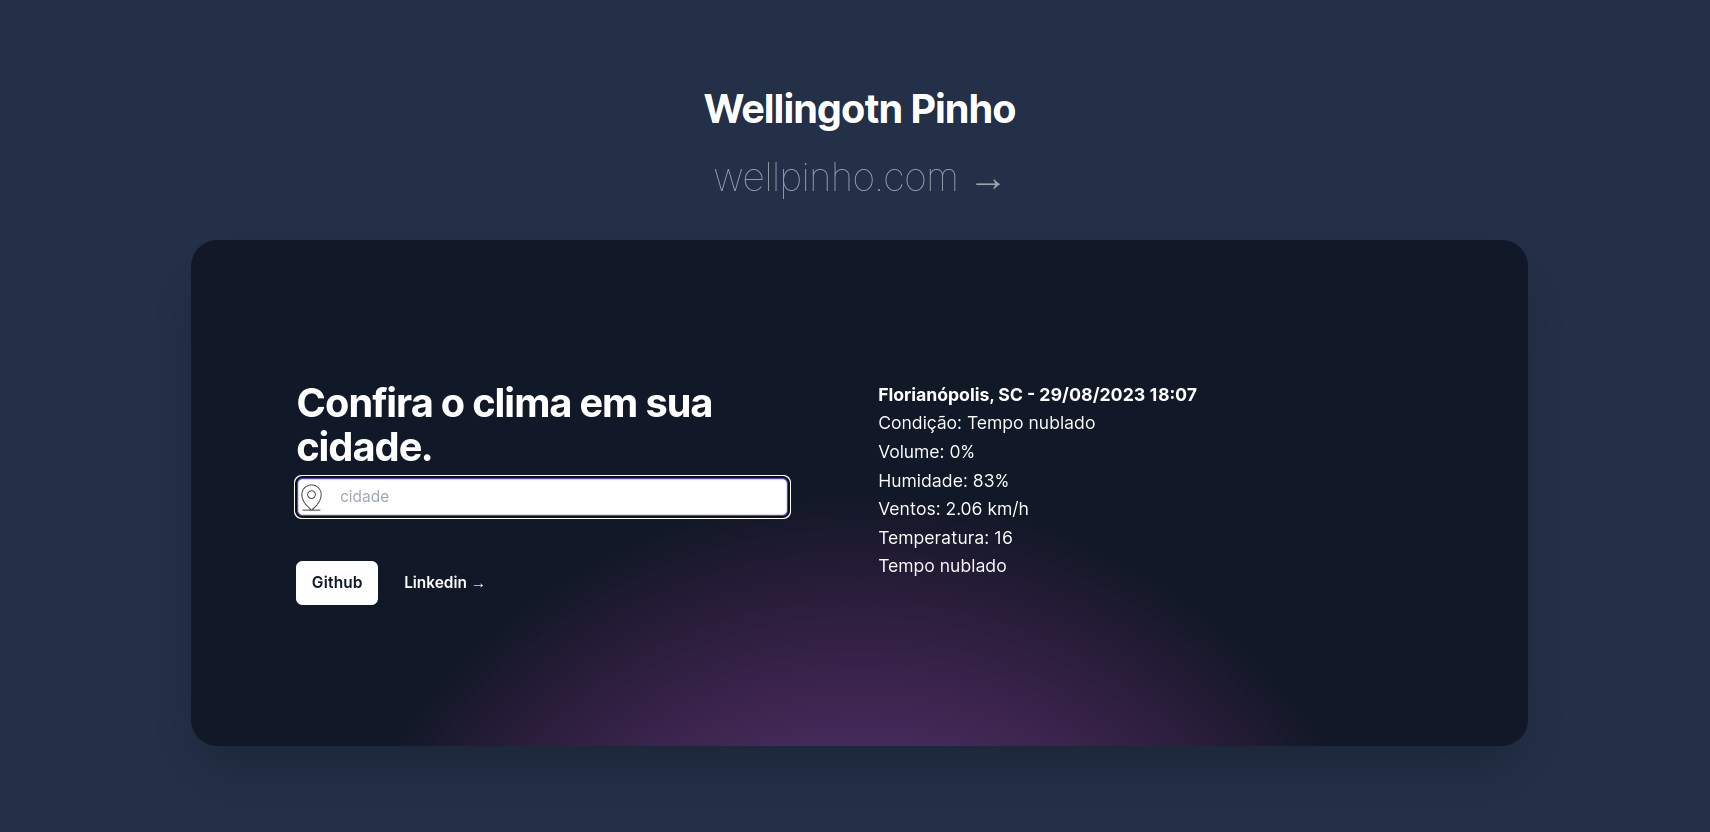 Wellingotn Pinho
wellpinho.com →
Confira o clima em sua
cidade.
cidade
Github
Linkedin →
Florianópolis, SC - 29/08/2023 18:07
Condição: Tempo nublado
Volume: 0%
Humidade: 83%
Ventos: 2.06 km/h
Temperatura: 16
Tempo nublado